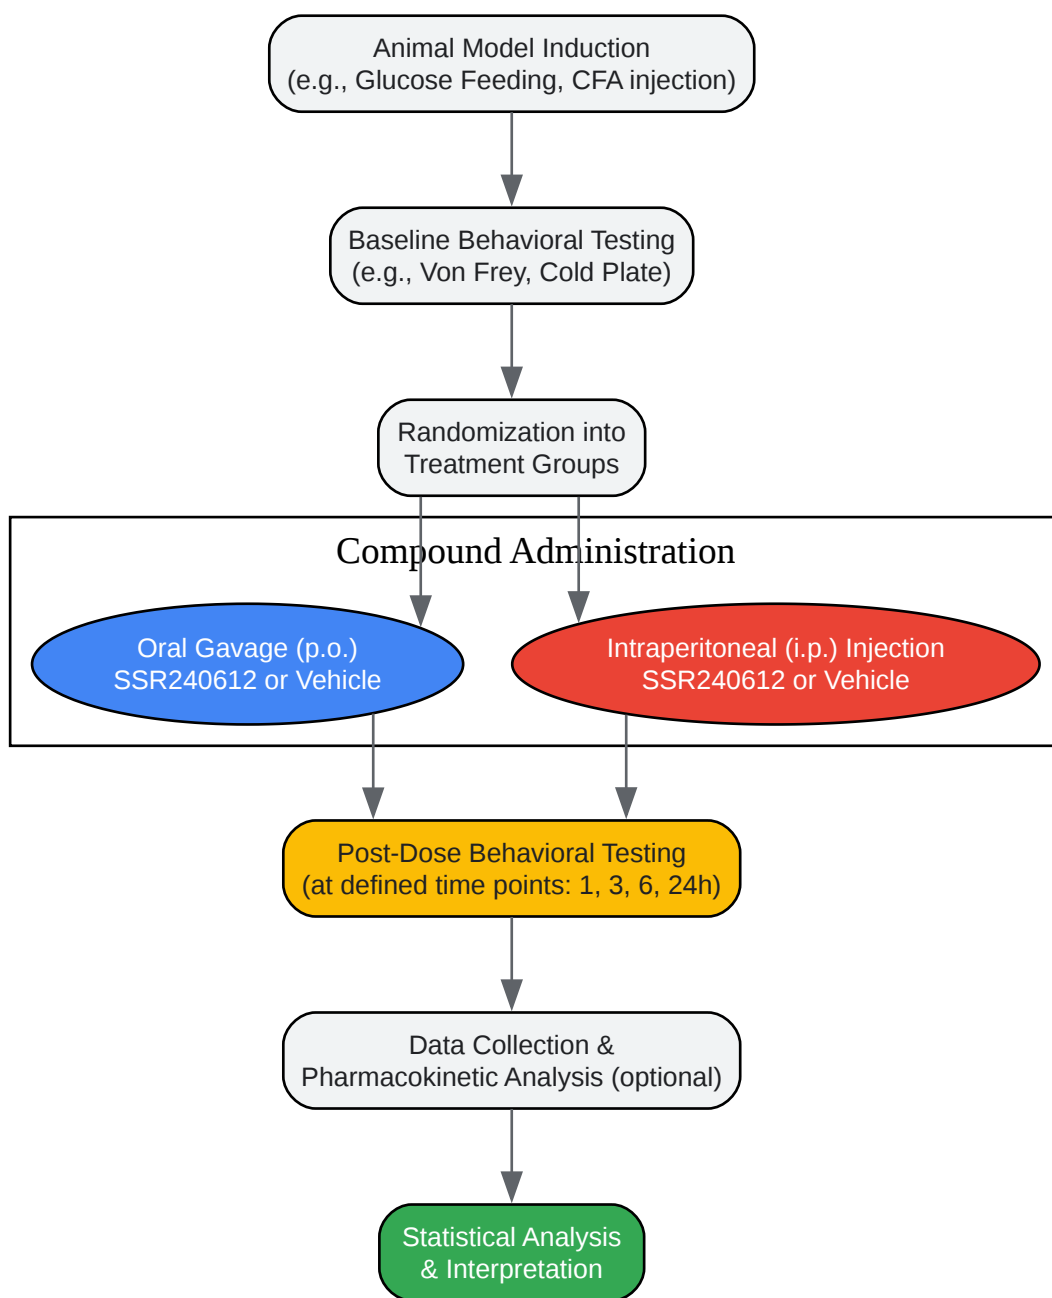 Animal Model Induction
(e.g., Glucose Feeding, CFA injection)
Baseline Behavioral Testing
(e.g., Von Frey, Cold Plate)
Randomization into
Treatment Groups
Compound Administration
Oral Gavage (p.o.)
SSR240612 or Vehicle
Intraperitoneal (i.p.) Injection
SSR240612 or Vehicle
Post-Dose Behavioral Testing
(at defined time points: 1, 3, 6, 24h)
Data Collection &
Pharmacokinetic Analysis (optional)
Statistical Analysis
& Interpretation